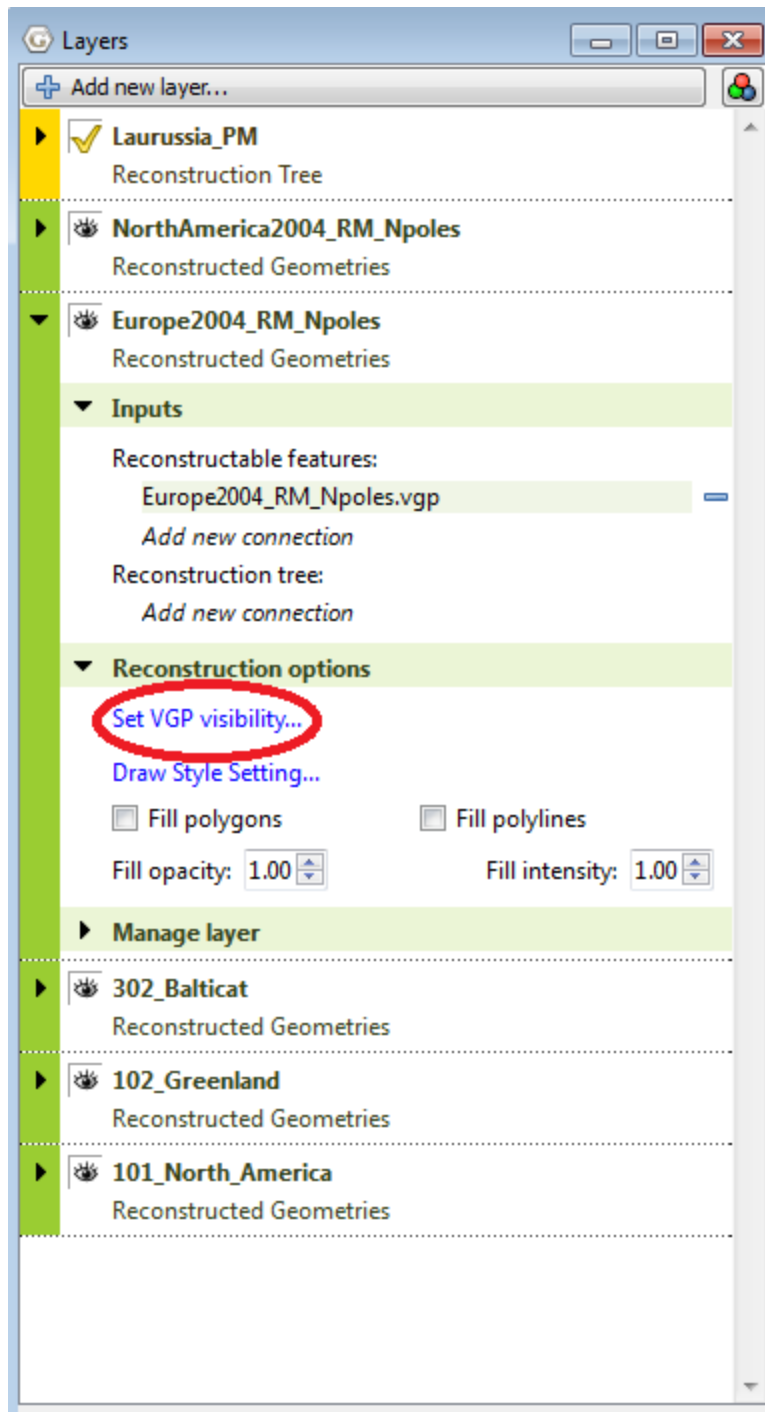 Layers
Add new layer...
Laurussia_PM
Reconstruction Tree
NorthAmerica2004_RM_Npoles
Reconstructed Geometries
Europe2004_RM_Npoles
Reconstructed Geometries
Inputs
Reconstructable features:
Europe2004_RM_Npoles.vgp
Add new connection
Reconstruction tree:
Add new connection
Reconstruction options
Set VGP visibility...
Draw Style Setting...
Fill polygons Fill polylines
Fill opacity: 1.00 Fill intensity: 1.00
Manage layer
302_Balticat
Reconstructed Geometries
102_Greenland
Reconstructed Geometries
101_North_America
Reconstructed Geometries